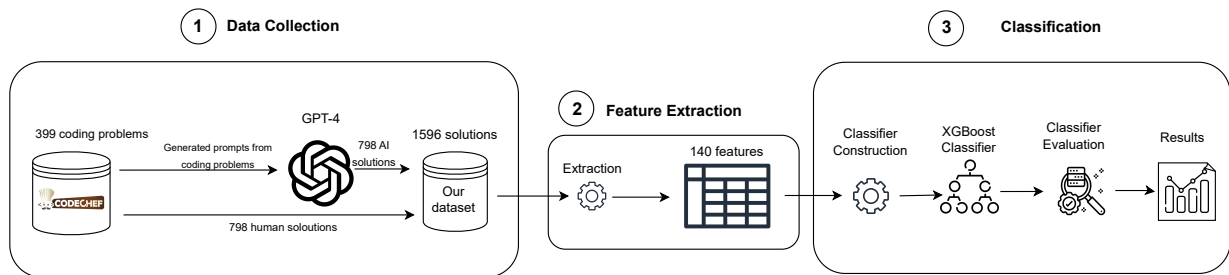 1 Data Collection
399 coding problems
CODECHEF
Generated prompts from
coding problems
GPT-4
798 AI
solutions
1596 solutions
Our
dataset
798 human soloutions
2 Feature Extraction
Extraction
140 features
3 Classification
Classifier
Construction
XGBoost
Classifier
Classifier
Evaluation
Results